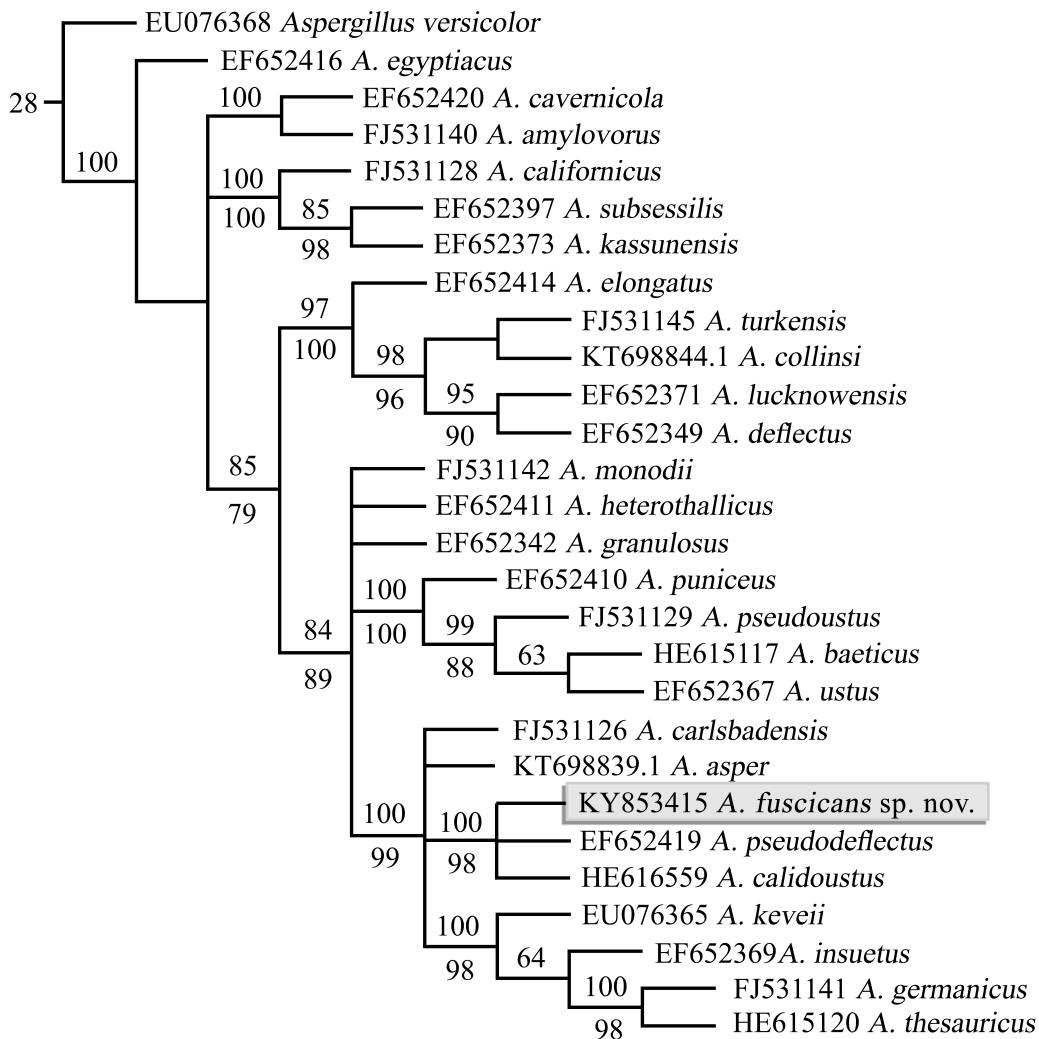 EU076368 Aspergillus versicolor
EF652416 A. egyptiacus
28
100
EF652420 A. cavernicola
FJ531140 A. amylovorus
100
100
FJ531128 A. californicus
100
85
EF652397 A. subsessilis
98
EF652373 A. kassunensis
EF652414 A. elongatus
97
100
FJ531145 A. turkensis
98
KT698844.1 A. collinsi
96
95
EF652371 A. lucknowensis
90
EF652349 A. deflectus
85
79
FJ531142 A. monodii
EF652411 A. heterothallicus
EF652342 A. granulosus
84
89
100
EF652410 A. puniceus
100
99
FJ531129 A. pseudoustus
88
63
HE615117 A. baeticus
EF652367 A. ustus
FJ531126 A. carlsbadensis
KT698839.1 A. asper
100
99
100
KY853415 A. fuscicans sp. nov.
98
EF652419 A. pseudodeflectus
HE616559 A. calidoustus
100
EU076365 A. keveii
98
64
EF652369A. insuetus
100
FJ531141 A. germanicus
98
HE615120 A. thesauricus